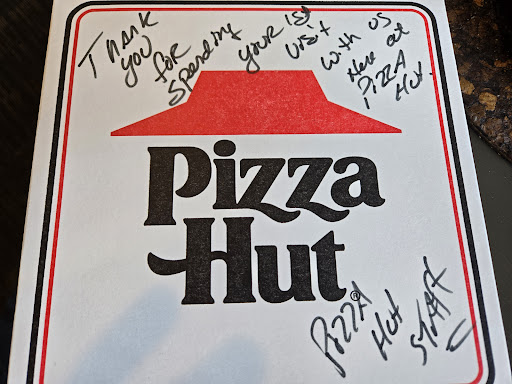 Thank you for spending your 1st visit with us Here at Pizza Hut.
Pizza
Hut
®
Pizza Hut Staff